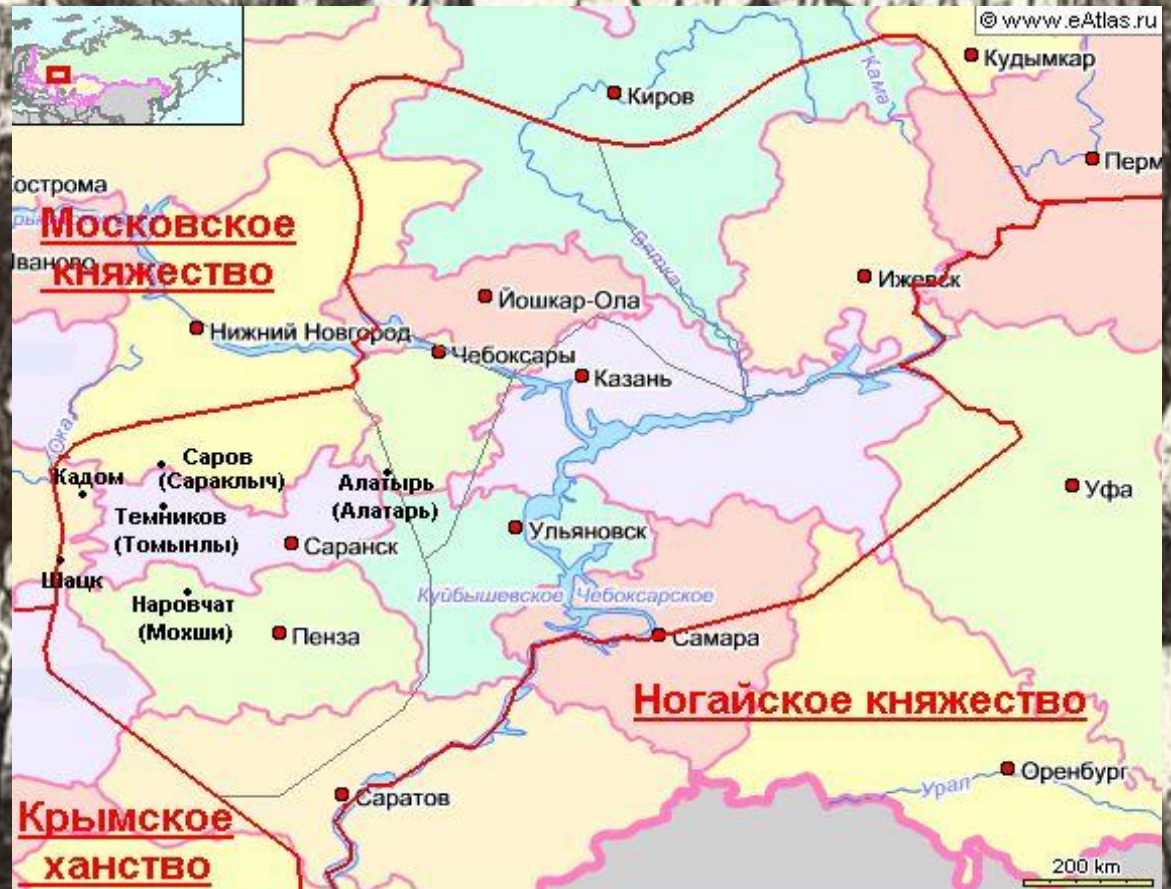 © www.eAtlas.ru
Кудымкар
Киров
Кама
Пермь
Кострома
Московское
княжество
Иваново
Вятка
Ижевск
Йошкар-Ола
Нижний Новгород
Чебоксары
Казань
Ока
Саров
(Сараклыч)
Кадом
Алатырь
(Алатарь)
Уфа
Темников
(Томынлы)
Ульяновск
Саранск
Шацк
Наровчат
(Мохши)
Куйбышевское Чебоксарское
Пенза
Самара
Ногайское княжество
Оренбург
Урал
Саратов
Крымское
ханство
200 km